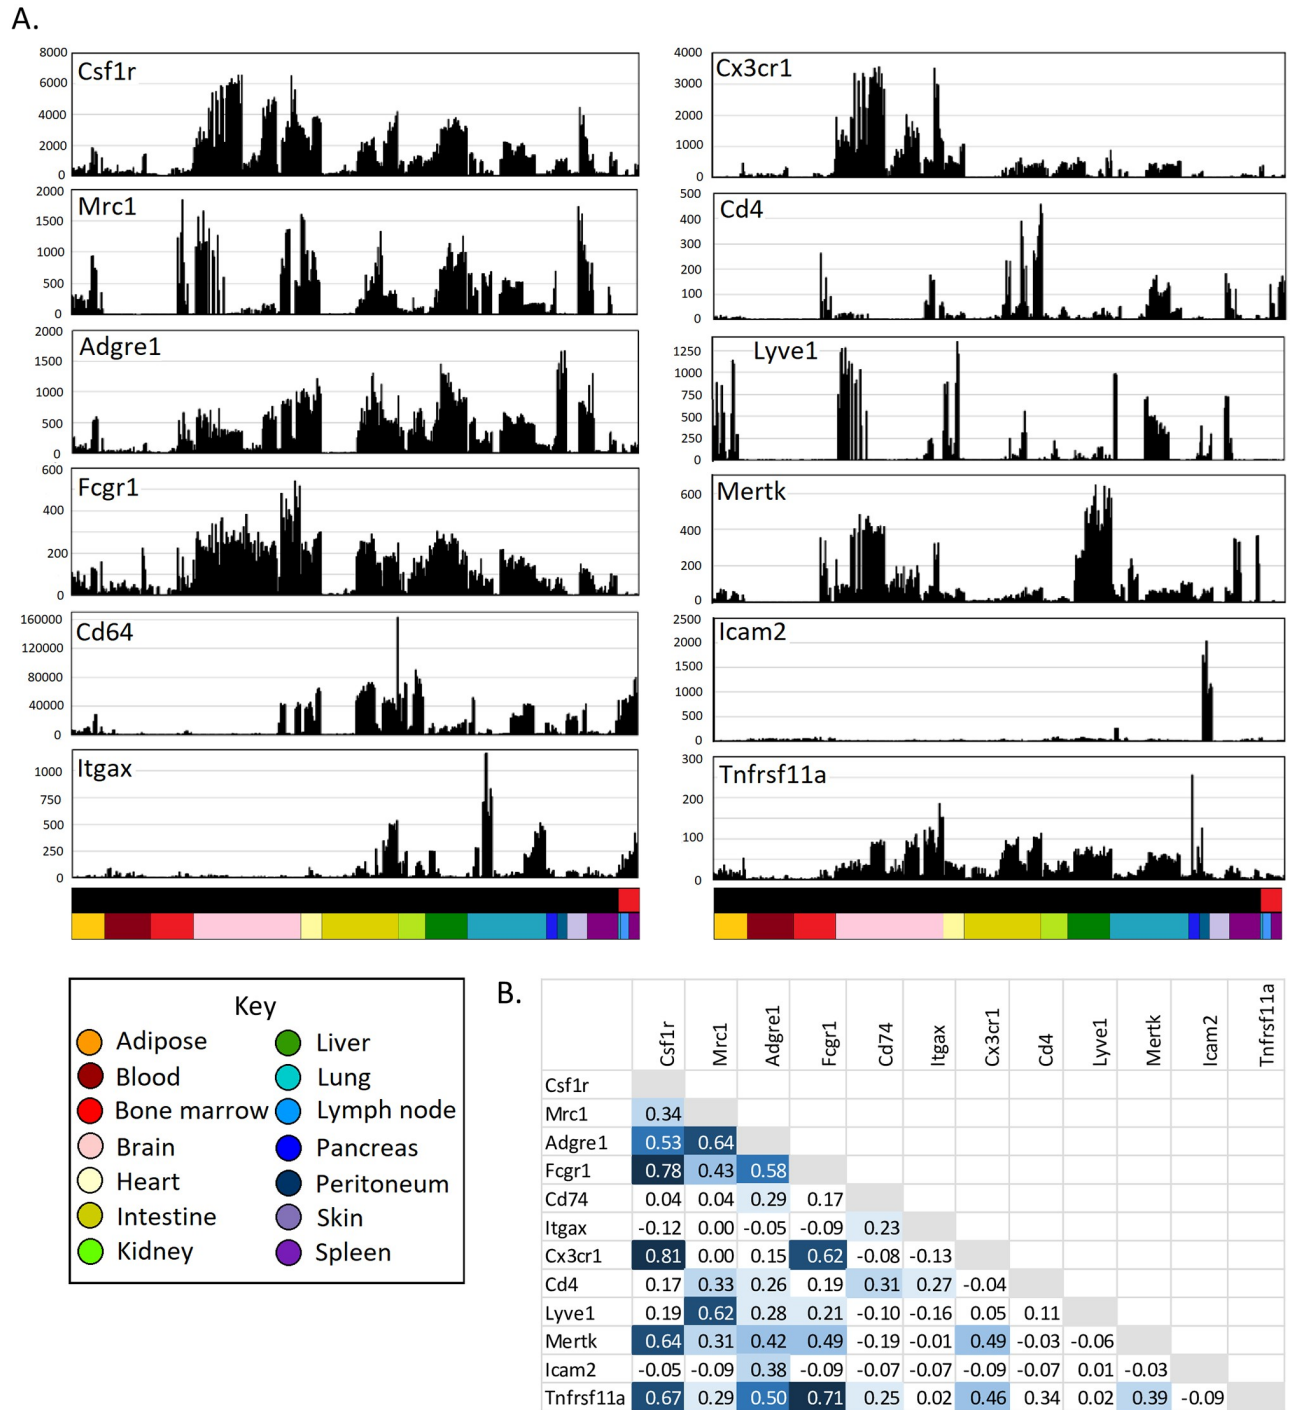 A.
Csf1r
8000
6000
4000
2000
0
Cx3cr1
4000
3000
2000
1000
0
Mrc1
2000
1500
1000
500
0
Cd4
500
400
300
200
100
0
Adgre1
2000
1500
1000
500
0
Lyve1
1250
1000
750
500
250
0
Fcgr1
600
400
200
0
Mertk
600
400
200
0
Cd64
160000
120000
80000
40000
0
Icam2
2500
2000
1500
1000
500
0
Itgax
1000
750
500
250
0
Tnfrsf11a
300
200
100
0
Key
Adipose
Blood
Bone marrow
Brain
Heart
Intestine
Kidney
Liver
Lung
Lymph node
Pancreas
Peritoneum
Skin
Spleen
B.
Csf1r Mrc1 Adgre1 Fcgr1 Cd74 Itgax Cx3cr1 Cd4 Lyve1 Mertk Icam2 Tnfrsf11a
Csf1r
Mrc1 0.34
Adgre1 0.53 0.64
Fcgr1 0.78 0.43 0.58
Cd74 0.04 0.04 0.29 0.17
Itgax -0.12 0.00 -0.05 -0.09 0.23
Cx3cr1 0.81 0.00 0.15 0.62 -0.08 -0.13
Cd4 0.17 0.33 0.26 0.19 0.31 0.27 -0.04
Lyve1 0.19 0.62 0.28 0.21 -0.10 -0.16 0.05 0.11
Mertk 0.64 0.31 0.42 0.49 -0.19 -0.01 0.49 -0.03 -0.06
Icam2 -0.05 -0.09 0.38 -0.09 -0.07 -0.07 -0.09 -0.07 0.01 -0.03
Tnfrsf11a 0.67 0.29 0.50 0.71 0.25 0.02 0.46 0.34 0.02 0.39 -0.09